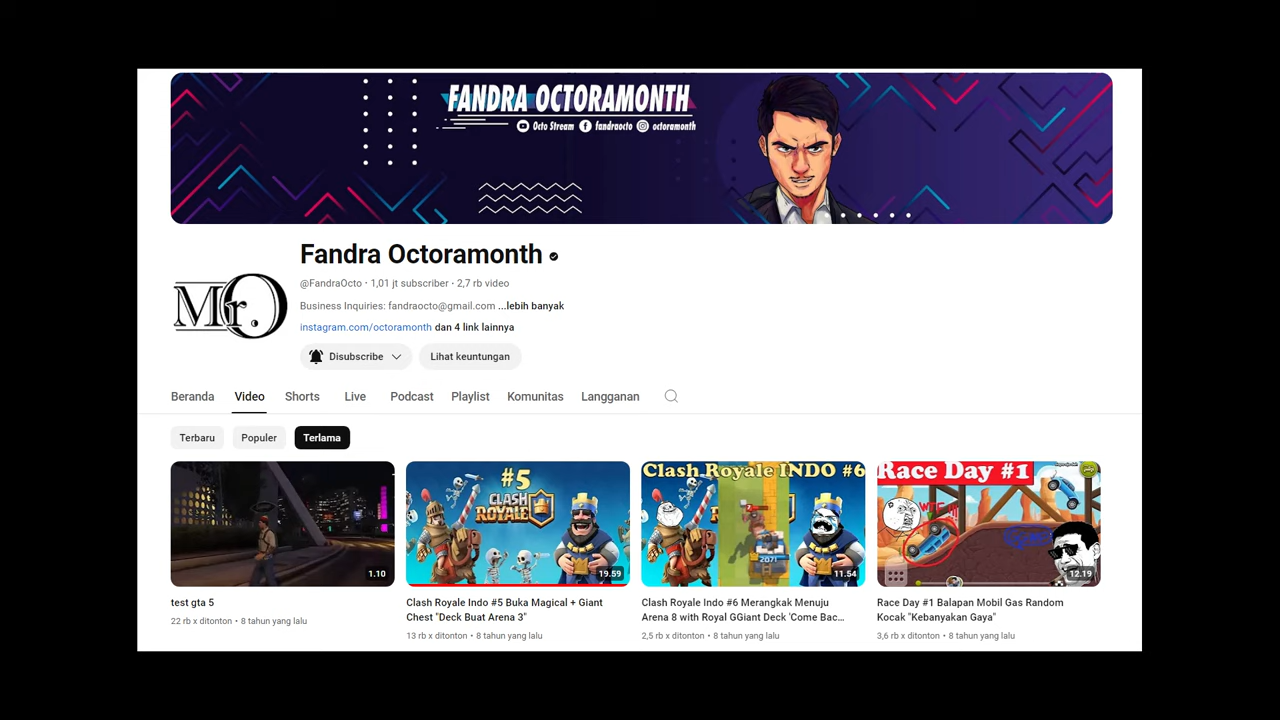 FANDRA OCTORAMONTH
Octo Stream fandraocto octoramonth
Fandra Octoramonth
Mr.O
@FandraOcto · 1,01 jt subscriber · 2,7 rb video
Business Inquiries: fandraocto@gmail.com ...lebih banyak
instagram.com/octoramonth dan 4 link lainnya
Disubscribe Lihat keuntungan
Beranda Video Shorts Live Podcast Playlist Komunitas Langganan
Terbaru Populer Terlama
#5
CLASH
ROYALE
Clash Royale INDO #6
Race Day #1
2071
1.10 19.59 11.54 12.19
test gta 5
22 rb x ditonton · 8 tahun yang lalu
Clash Royale Indo #5 Buka Magical + Giant
Chest "Deck Buat Arena 3"
13 rb x ditonton · 8 tahun yang lalu
Clash Royale Indo #6 Merangkak Menuju
Arena 8 with Royal GGiant Deck 'Come Bac...
2,5 rb x ditonton · 8 tahun yang lalu
Race Day #1 Balapan Mobil Gas Random
Kocak "Kebanyakan Gaya"
3,6 rb x ditonton · 8 tahun yang lalu